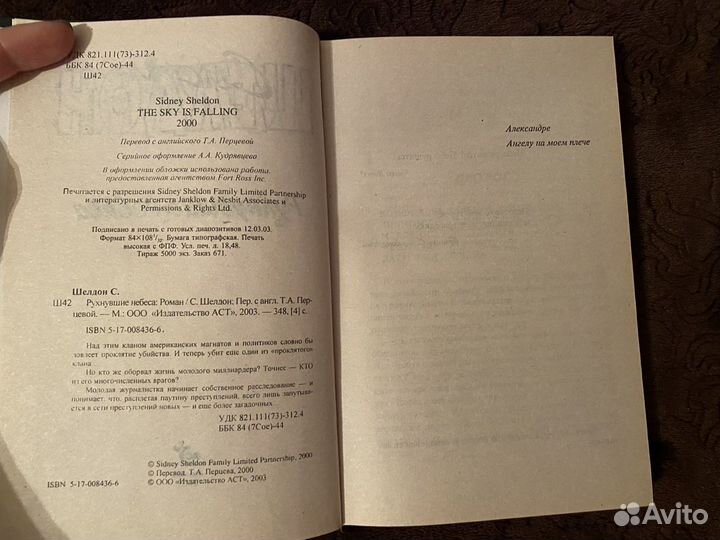 УДК 821.111(73)-312.4
ББК 84 (7Сое)-44
Ш42
Sidney Sheldon
THE SKY IS FALLING
2000
Перевод с английского Т.А. Перцевой
Серийное оформление А.А. Кудрявцева
В оформлении обложки использована работа,
предоставленная агентством Fort Ross Inc.
Печатается с разрешения Sidney Sheldon Family Limited Partnership
и литературных агентств Janklow & Nesbit Associates и
Permissions & Rights Ltd.
Подписано в печать с готовых диапозитивов 12.03.03.
Формат 84×108 1/32. Бумага типографская. Печать
высокая с ФПФ. Усл. печ. л. 18,48.
Тираж 5000 экз. Заказ 671.
Шелдон С.
Ш42 Рухнувшие небеса: Роман / С. Шелдон; Пер. с англ. Т.А. Пер-
цевой. — М.: ООО «Издательство АСТ», 2003. — 348, [4] с.
ISBN 5-17-008436-6.
Над этим кланом американских магнатов и политиков словно бы
довлеет проклятие убийства. И теперь убит еще один из «проклятого»
клана...
Но кто же оборвал жизнь молодого миллиардера? Точнее — КТО
из его многочисленных врагов?
Молодая журналистка начинает собственное расследование — и
понимает, что, расплетая паутину преступлений, всего лишь запутывается
в сети преступлений новых — и еще более загадочных...
УДК 821.111(73)-312.4
ББК 84 (7Сое)-44
© Sidney Sheldon Family Limited Partnership, 2000
© Перевод. Т.А. Перцева, 2000
ISBN 5-17-008436-6 © ООО «Издательство АСТ», 2003
Александре
Ангелу на моем плече
Avito